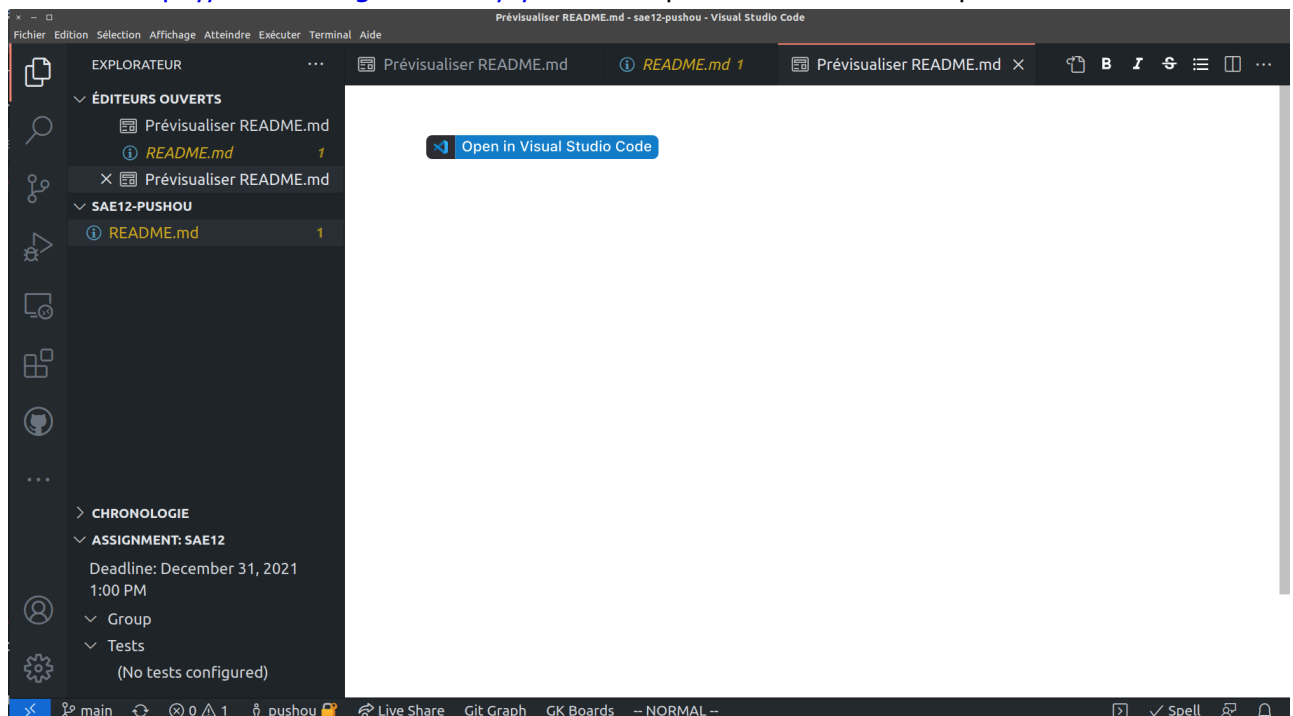 Prévisualiser README.md - sae12-pushou - Visual Studio Code
Fichier Edition Sélection Affichage Atteindre Exécuter Terminal Aide
EXPLORATEUR
Prévisualiser README.md
README.md 1
Prévisualiser README.md
ÉDITEURS OUVERTS
Prévisualiser README.md
README.md 1
Prévisualiser README.md
SAE12-PUSHOU
README.md 1
Open in Visual Studio Code
CHRONOLOGIE
ASSIGNMENT: SAE12
Deadline: December 31, 2021
1:00 PM
Group
Tests
(No tests configured)
main 0 1 pushou Live Share Git Graph GK Boards -- NORMAL -- Spell